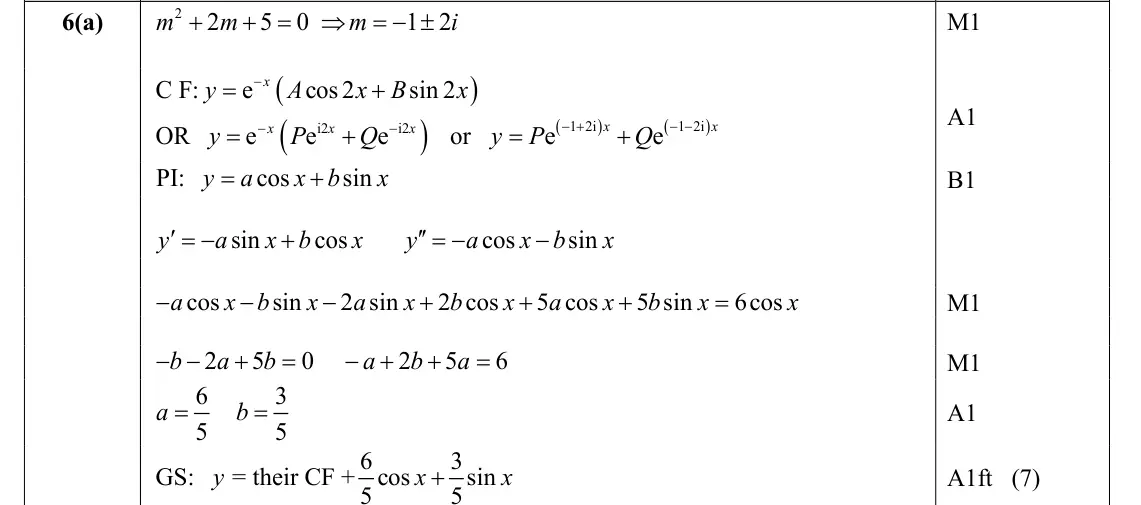 6(a) m² + 2m + 5 = 0 ⇒ m = −1 ± 2i M1
C F: y = e⁻ˣ (A cos 2x + B sin 2x)
A1
OR y = e⁻ˣ (Pe^(i2x) + Qe^(−i2x)) or y = Pe^((−1+2i)x) + Qe^((−1−2i)x)
PI: y = a cos x + b sin x B1
y′ = −a sin x + b cos x y″ = −a cos x − b sin x
−a cos x − b sin x − 2a sin x + 2b cos x + 5a cos x + 5b sin x = 6 cos x M1
−b − 2a + 5b = 0 −a + 2b + 5a = 6 M1
a = 6/5 b = 3/5 A1
GS: y = their CF + 6/5 cos x + 3/5 sin x A1ft (7)